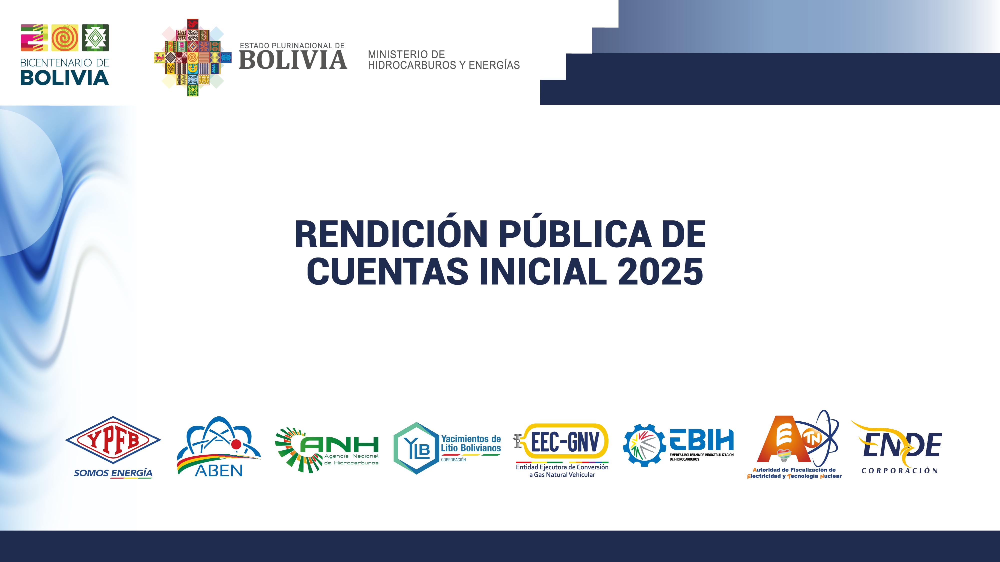 BICENTENARIO DE
BOLIVIA
ESTADO PLURINACIONAL DE
BOLIVIA
MINISTERIO DE
HIDROCARBUROS Y ENERGÍAS
RENDICIÓN PÚBLICA DE
CUENTAS INICIAL 2025
YPFB
SOMOS ENERGÍA
ABEN
ANH
Agencia Nacional
de Hidrocarburos
YLB
Yacimientos de
Litio Bolivianos
CORPORACIÓN
EEC-GNV
Entidad Ejecutora de Conversión
a Gas Natural Vehicular
EBIH
EMPRESA BOLIVIANA DE INDUSTRIALIZACIÓN
DE HIDROCARBUROS
AETN
Autoridad de Fiscalización de
Electricidad y Tecnología Nuclear
ENDE
CORPORACIÓN